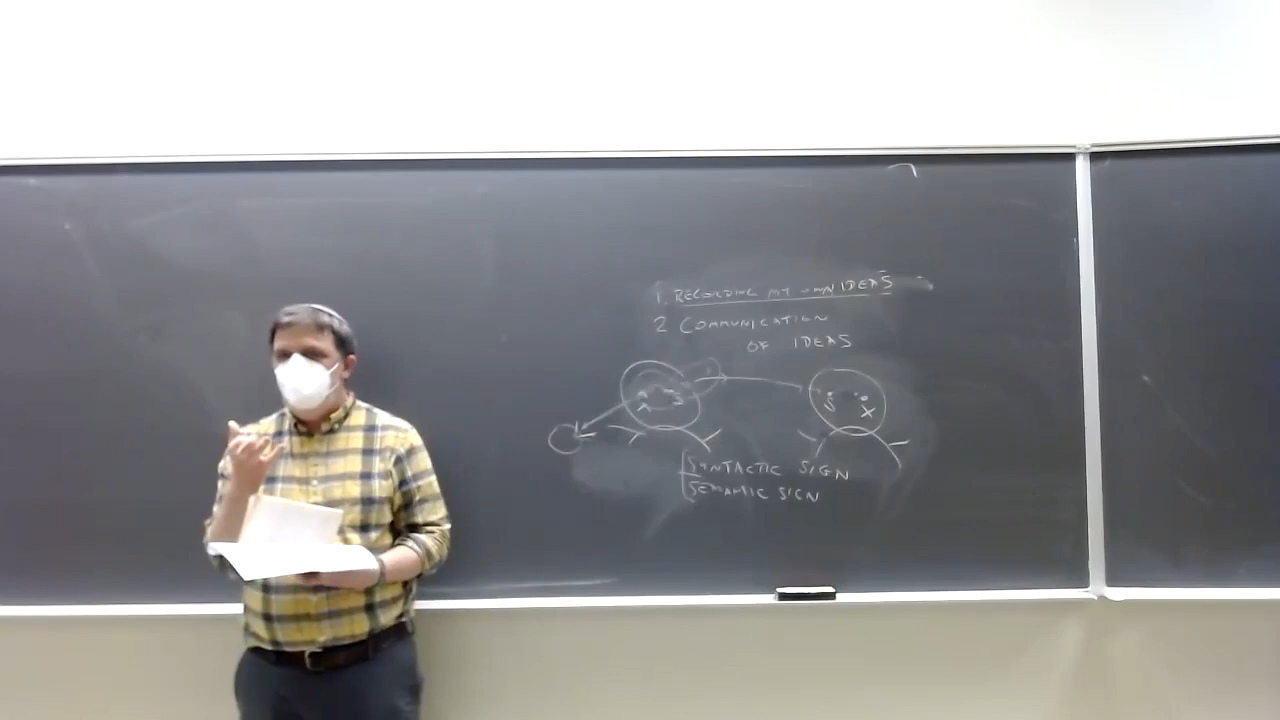 1. RECORDING MY OWN IDEAS
2 COMMUNICATION
OF IDEAS
SYNTACTIC SIGN
SEMANTIC SIGN